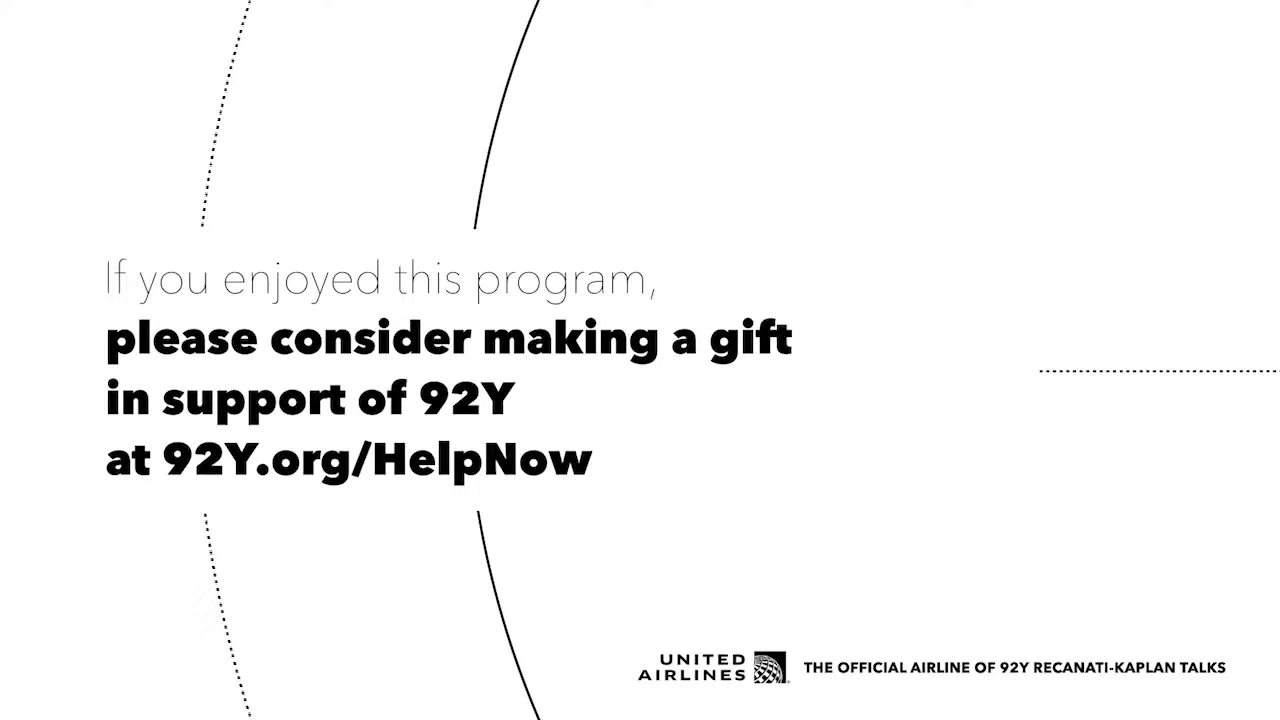 If you enjoyed this program,
please consider making a gift
in support of 92Y
at 92Y.org/HelpNow
UNITED
AIRLINES
THE OFFICIAL AIRLINE OF 92Y RECANATI-KAPLAN TALKS